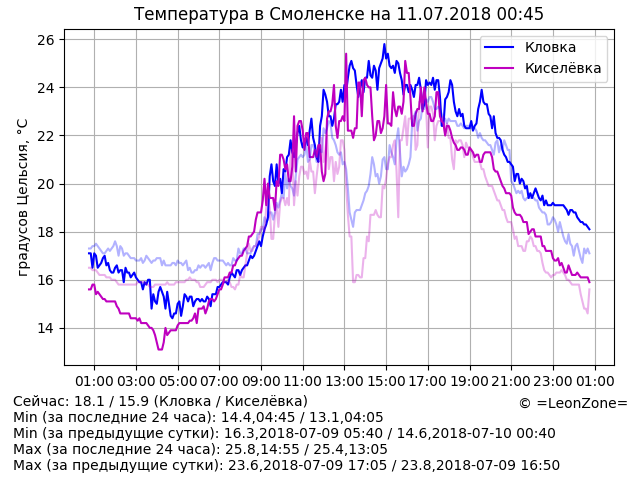 Температура в Смоленске на 11.07.2018 00:45
градусов Цельсия, °C
26
24
22
20
18
16
14
Кловка
Киселёвка
01:00 03:00 05:00 07:00 09:00 11:00 13:00 15:00 17:00 19:00 21:00 23:00 01:00
Сейчас: 18.1 / 15.9 (Кловка / Киселёвка)
© =LeonZone=
Min (за последние 24 часа): 14.4,04:45 / 13.1,04:05
Min (за предыдущие сутки): 16.3,2018-07-09 05:40 / 14.6,2018-07-10 00:40
Max (за последние 24 часа): 25.8,14:55 / 25.4,13:05
Max (за предыдущие сутки): 23.6,2018-07-09 17:05 / 23.8,2018-07-09 16:50